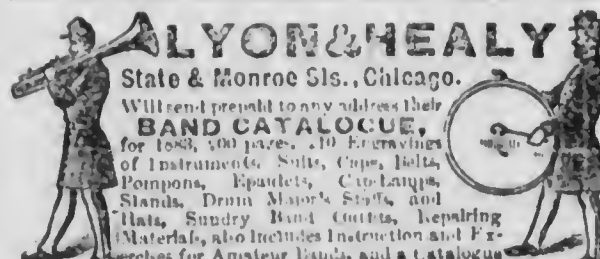 LYON & HEALY
State & Monroe Sts., Chicago.
Will send prepaid to any address their
BAND CATALOGUE,
for 1883, 200 pages, 210 Engravings
of Instruments, Suits, Caps, Belts,
Pompons, Epaulets, Cap-Lamps,
Stands, Drum Major's Staffs, and
Hats, Sundry Band Outfits, Repairing
Materials, also includes Instruction and Ex-
ercises for Amateur Bands, and a Catalogue